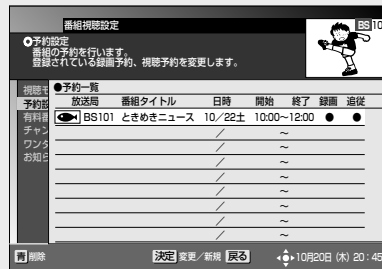 番組視聴設定
BS 10
予約設定
番組の予約を行います。
登録されている録画予約、視聴予約を変更します。
視聴モ
●予約一覧
予約設
放送局 番組タイトル 日時 開始 終了 録画 追従
有料番
BS101 ときめきニュース 10／22土 10:00～12:00 ● ●
チャン
／ ～
ワンタ
／ ～
お知ら
／ ～
／ ～
／ ～
／ ～
／ ～
青 削除 決定 変更／新規 戻る 10月20日 (木) 20：45